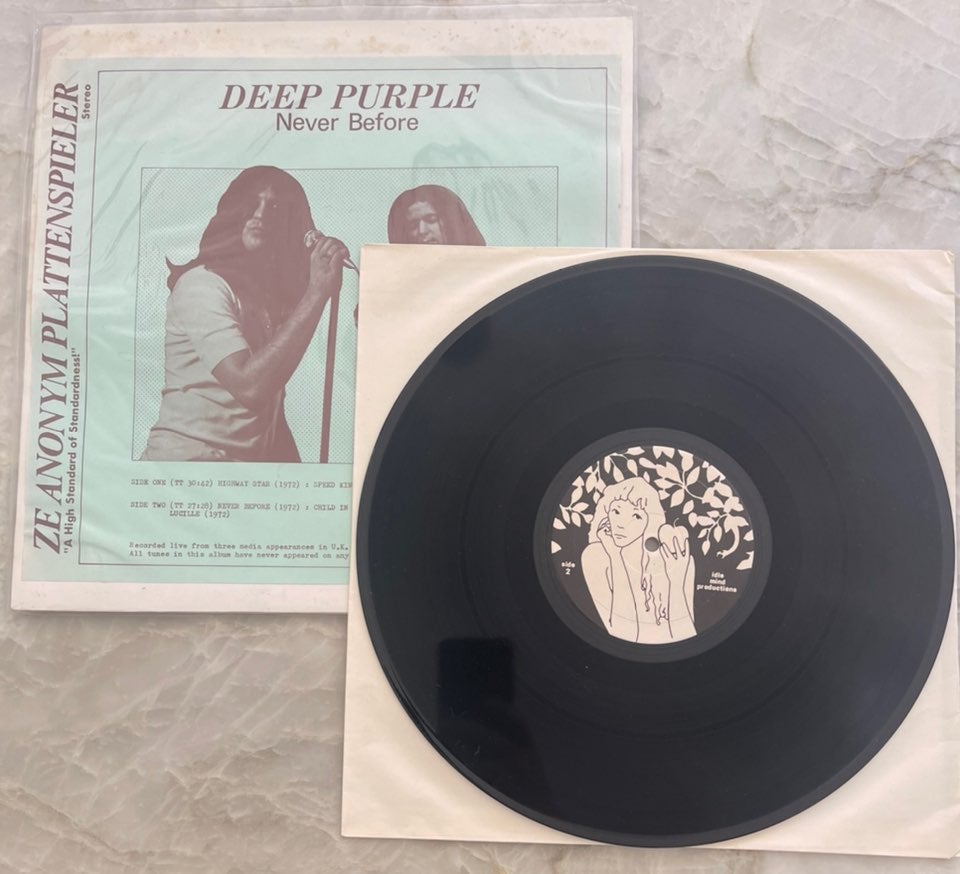 ZE ANONYM PLATTENSPIELER
Stereo
"A High Standard of Standardness!"
DEEP PURPLE
Never Before
SIDE ONE (TT 30:42) HIGHWAY STAR (1972) : SPEED KIN
SIDE TWO (TT 27:28) NEVER BEFORE (1972) : CHILD IN
LUCILLE (1972)
Recorded live from three media appearances in U.K.
All tunes in this album have never appeared on any
side
2
idle
mind
productions